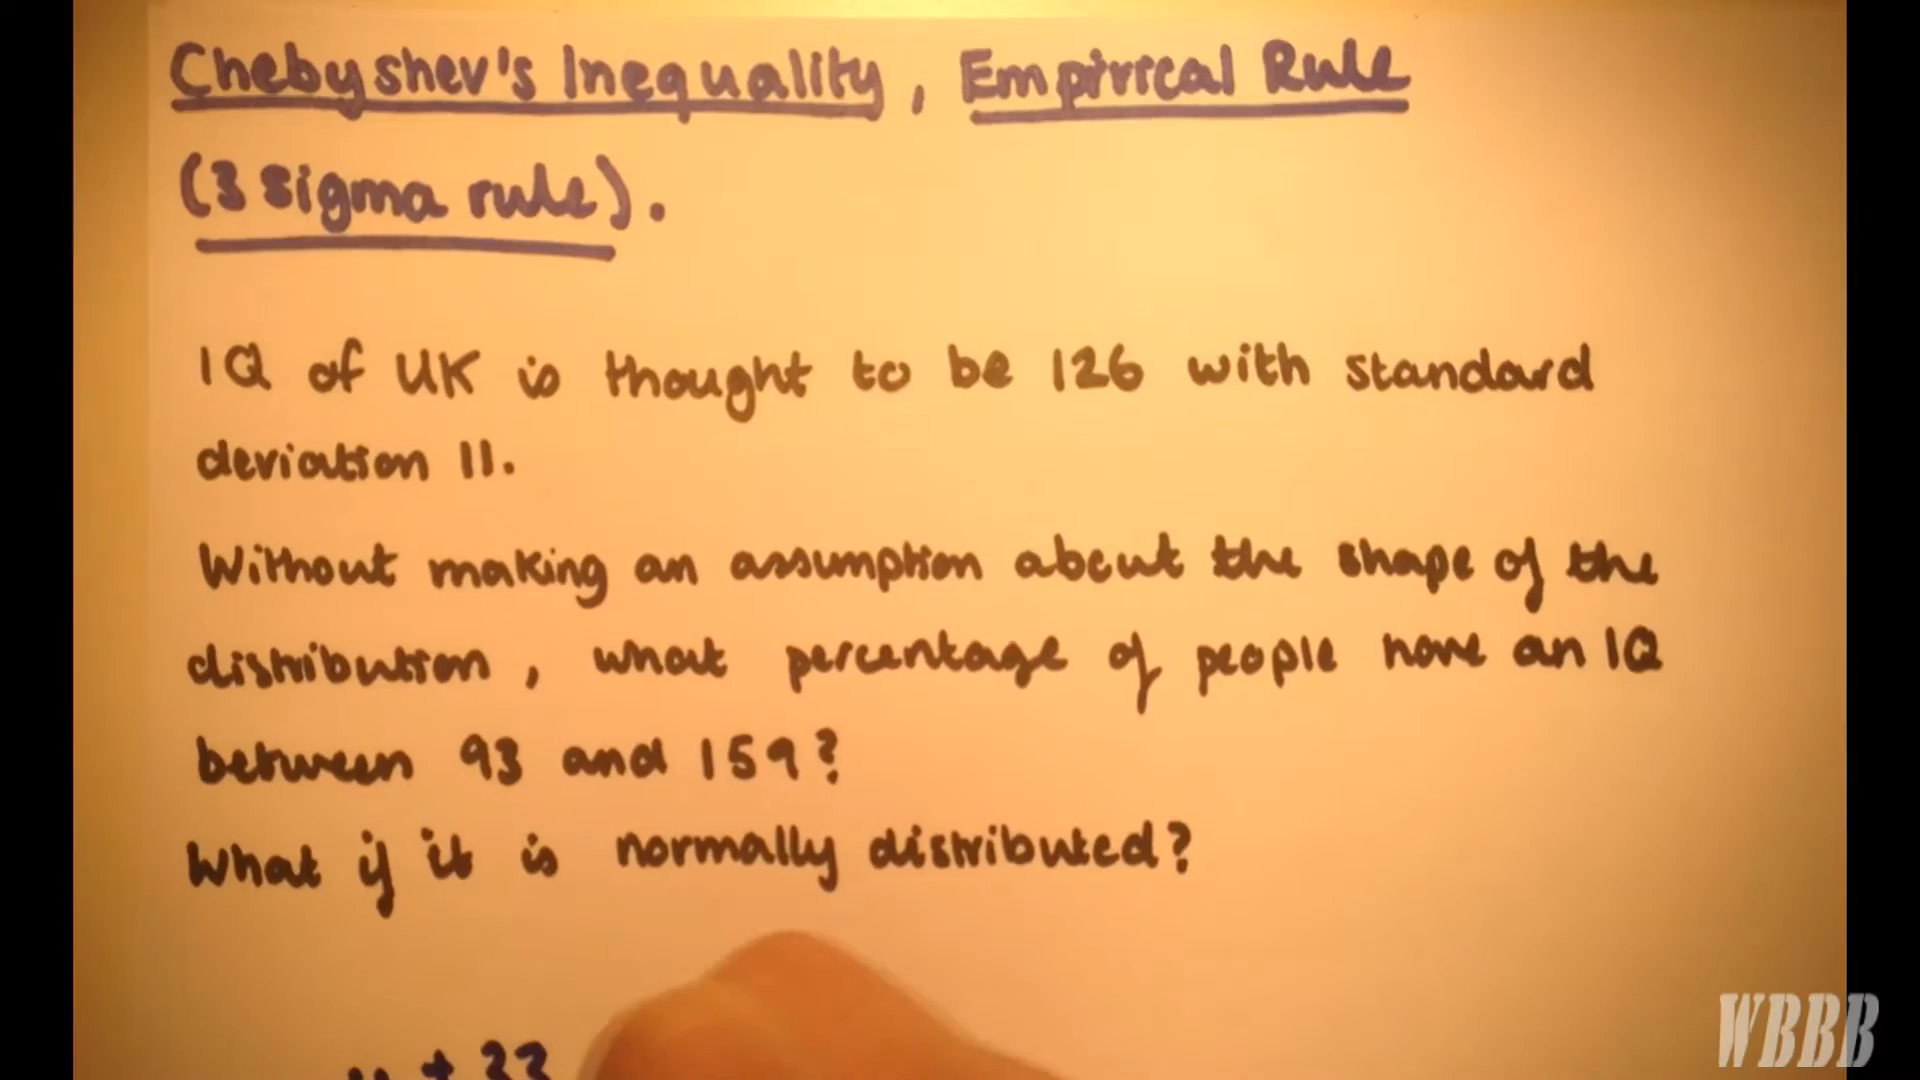 Chebyshev's Inequality, Empirical Rule
(3 sigma rule).
IQ of UK is thought to be 126 with standard
deviation 11.
Without making an assumption about the shape of the
distribution, what percentage of people have an IQ
between 93 and 159?
What if it is normally distributed?
+ 33
WBBB